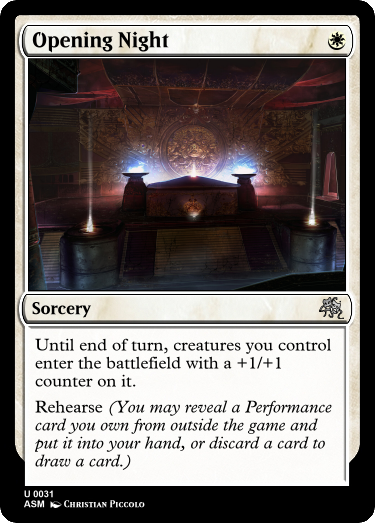 Opening Night
Sorcery
Until end of turn, creatures you control
enter the battlefield with a +1/+1
counter on it.
Rehearse (You may reveal a Performance
card you own from outside the game and
put it into your hand, or discard a card to
draw a card.)
U 0031
ASM Christian Piccolo